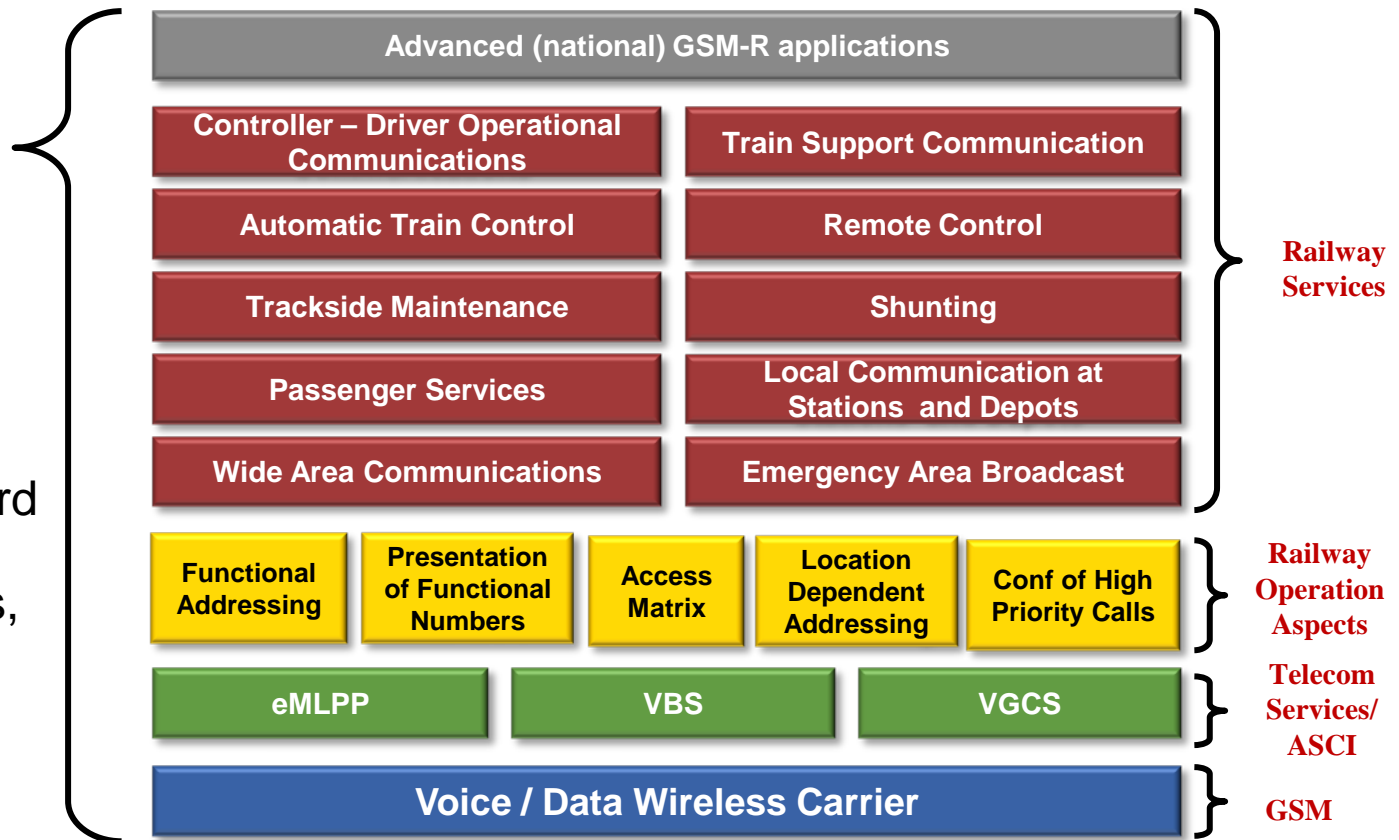 Advanced (national) GSM-R applications
Controller – Driver Operational
Communications
Train Support Communication
Automatic Train Control
Remote Control
Railway
Services
Trackside Maintenance
Shunting
Passenger Services
Local Communication at
Stations and Depots
Wide Area Communications
Emergency Area Broadcast
rd
s,
Functional
Addressing
Presentation
of Functional
Numbers
Access
Matrix
Location
Dependent
Addressing
Conf of High
Priority Calls
Railway
Operation
Aspects
eMLPP
VBS
VGCS
Telecom
Services/
ASCI
Voice / Data Wireless Carrier
GSM